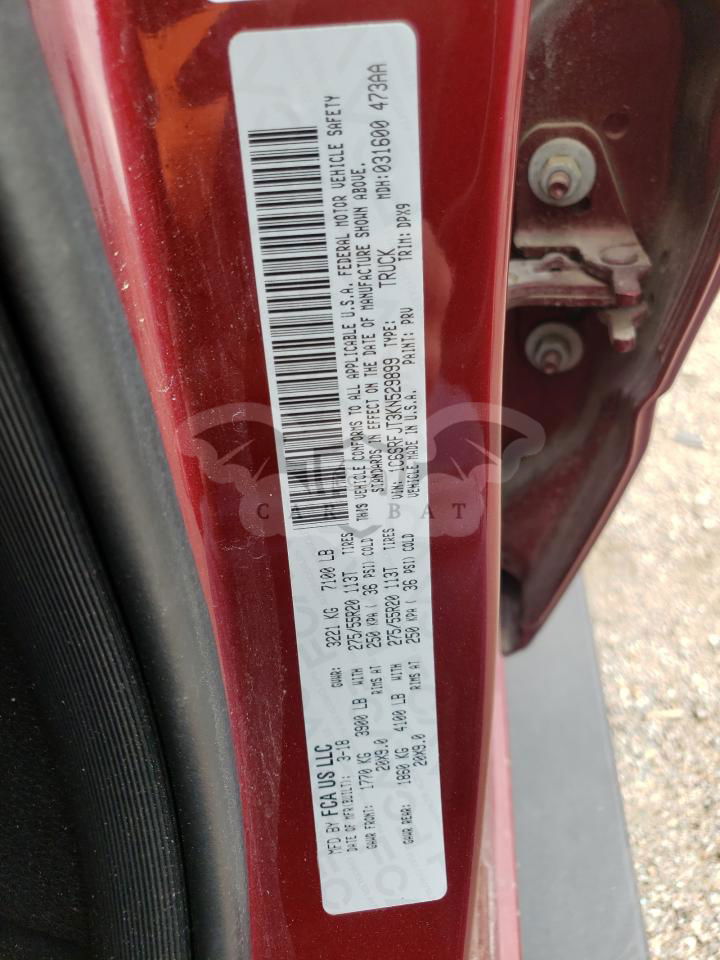 MFD BY FCA US LLC
DATE OF MFR(BUILT): 3-18 GVWR: 3221 KG 7100 LB
GAWR FRONT: 1770 KG 3900 LB WITH 275/55R20 113T TIRES
20X9.0 RIMS AT 250 KPA ( 36 PSI) COLD
GAWR REAR: 1860 KG 4100 LB WITH 275/55R20 113T TIRES
20X9.0 RIMS AT 250 KPA ( 36 PSI) COLD
THIS VEHICLE CONFORMS TO ALL APPLICABLE U.S.A. FEDERAL MOTOR VEHICLE SAFETY
STANDARDS IN EFFECT ON THE DATE OF MANUFACTURE SHOWN ABOVE.
VIN: 1C6SRFJT3KN529899 TYPE: TRUCK MDH:031600 473AA
VEHICLE MADE IN U.S.A. PAINT: PRV TRIM: DPX9
CAR BAT